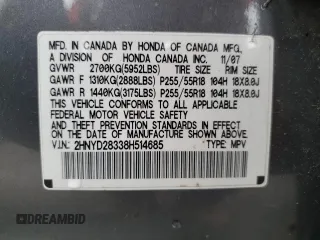 MFD. IN CANADA BY HONDA OF CANADA MFG.,
A DIVISION OF HONDA CANADA INC. 11/07
GVWR 2700KG(5952LBS) TIRE SIZE RIM SIZE
GAWR F 1310KG(2888LBS) P255/55R18 104H 18X8.0J
GAWR R 1440KG(3175LBS) P255/55R18 104H 18X8.0J
THIS VEHICLE CONFORMS TO ALL APPLICABLE
FEDERAL MOTOR VEHICLE SAFETY
AND THEFT PREVENTION STANDARDS IN EFFECT
ON THE DATE OF MANUFACTURE SHOWN ABOVE.
V.I.N: 2HNYD28338H514685 TYPE: MPV
© DREAMBID